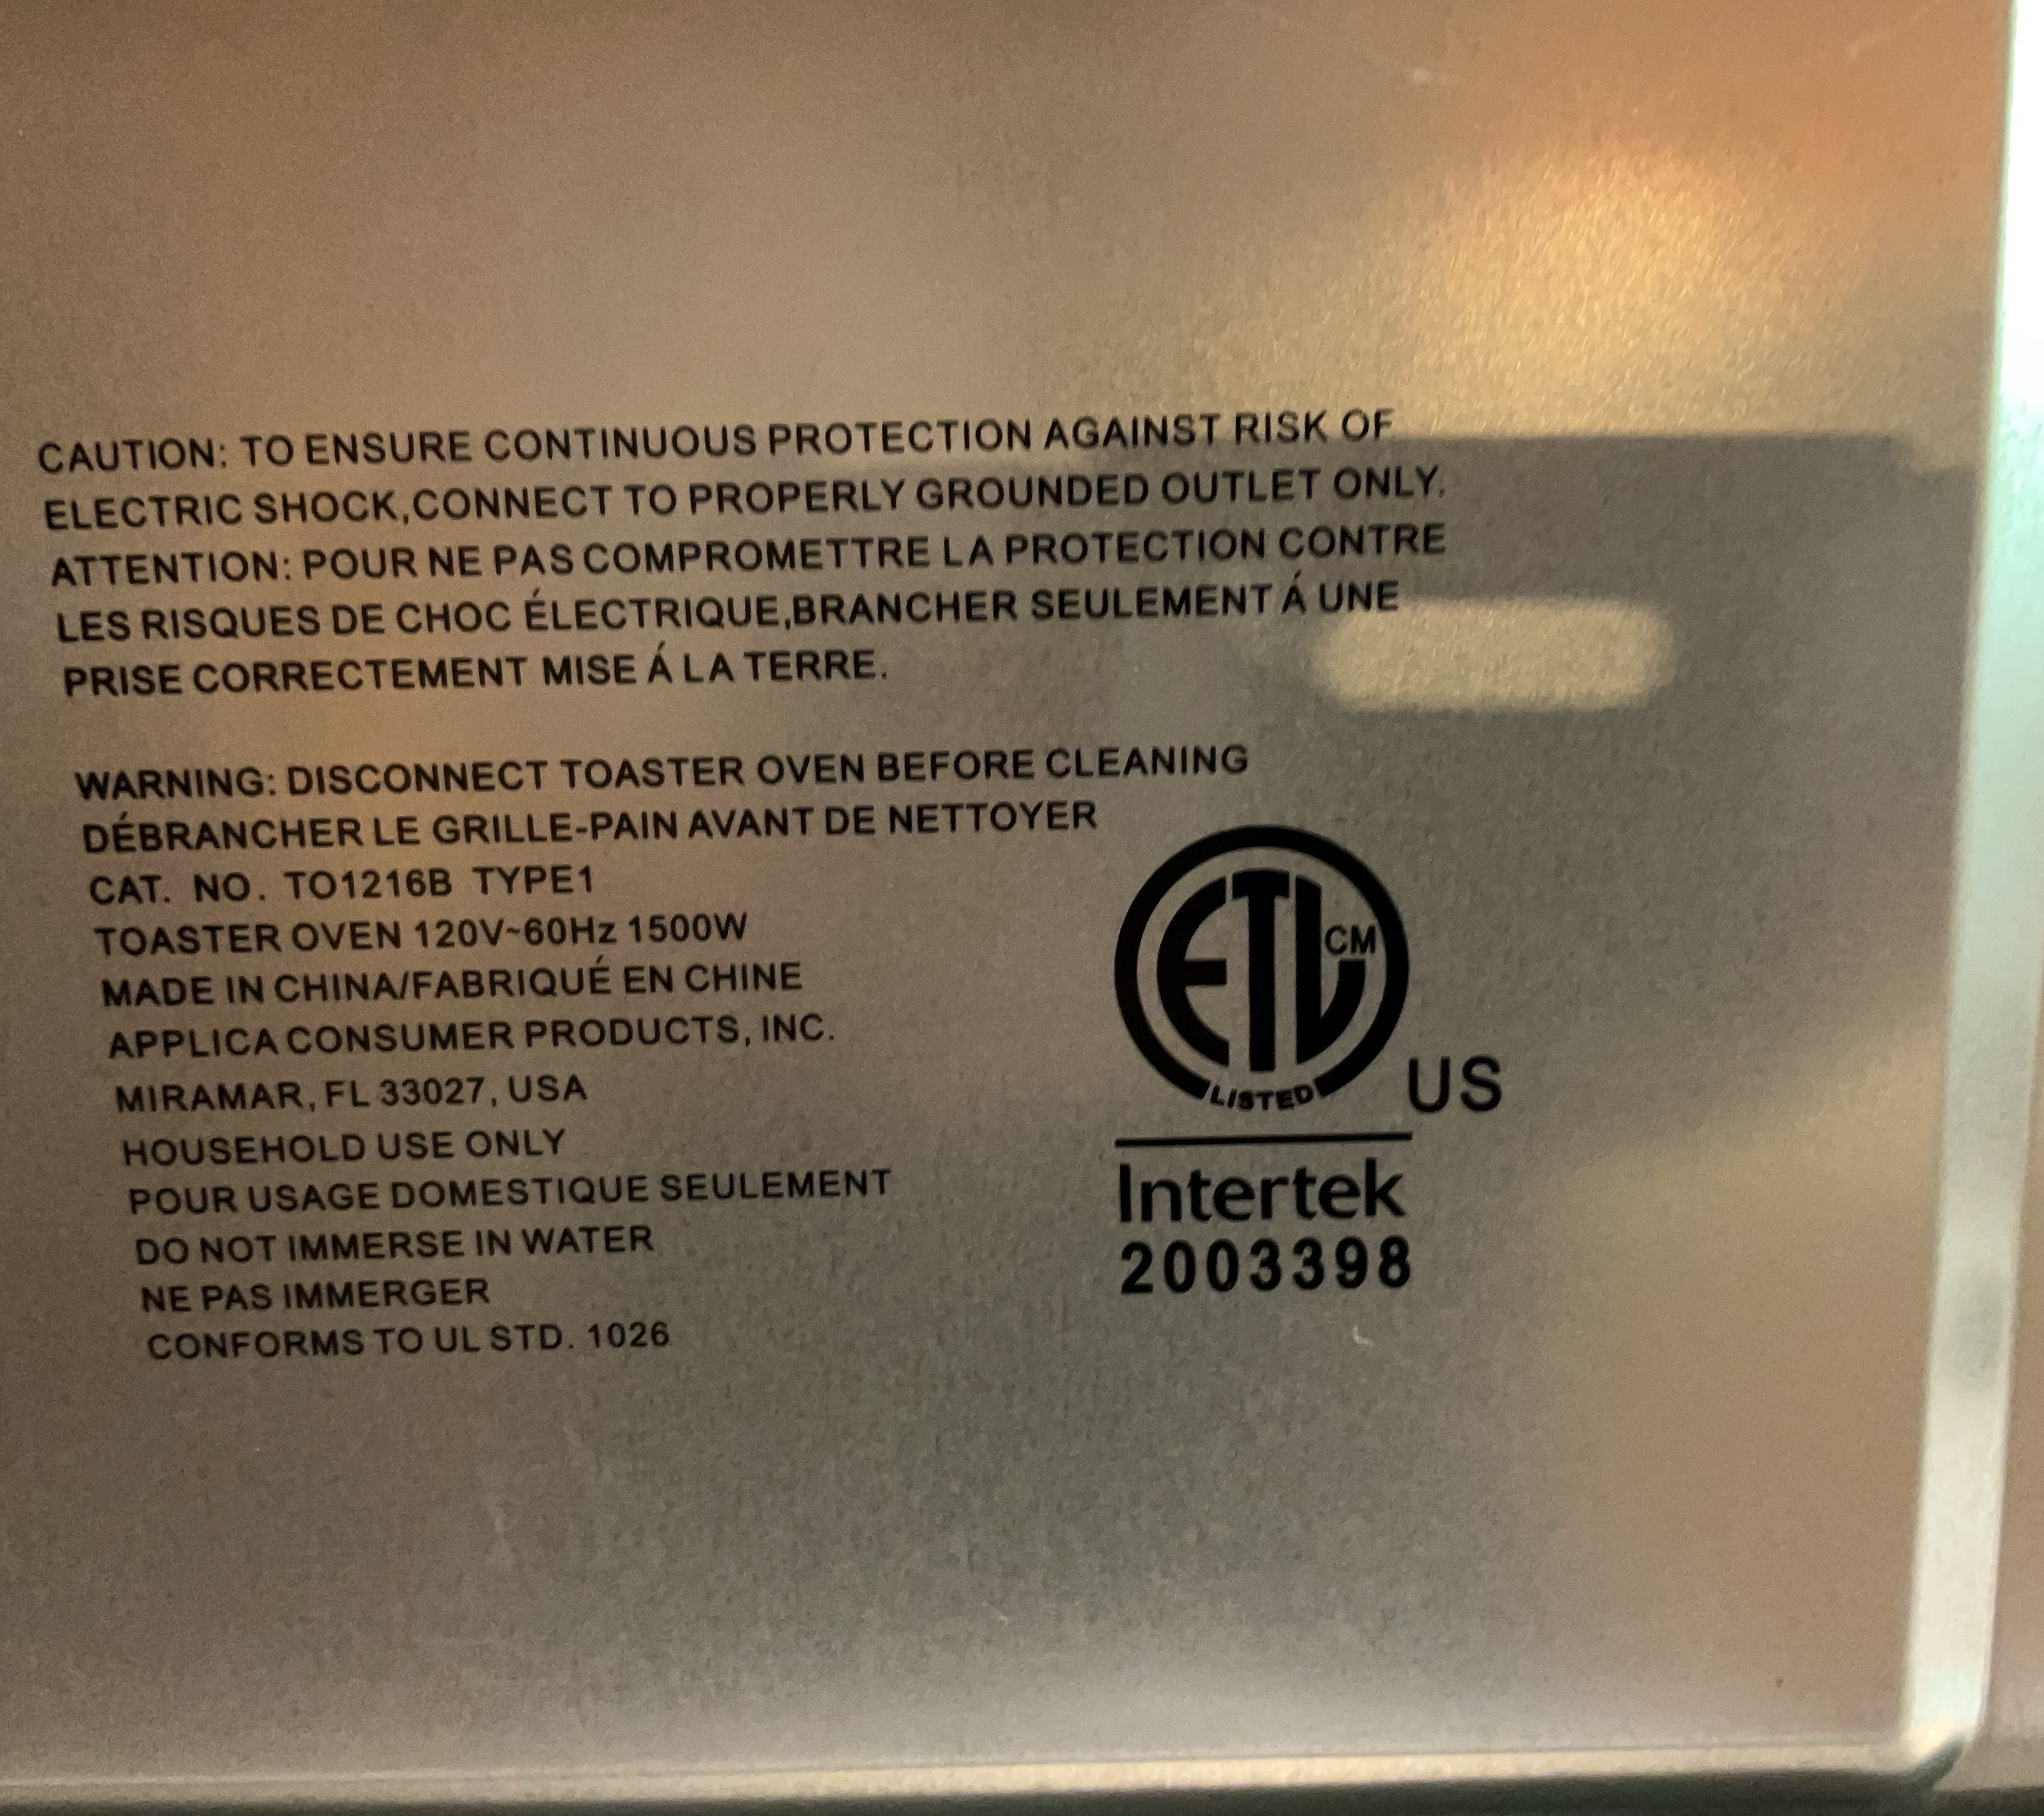 CAUTION: TO ENSURE CONTINUOUS PROTECTION AGAINST RISK OF
ELECTRIC SHOCK,CONNECT TO PROPERLY GROUNDED OUTLET ONLY.
ATTENTION: POUR NE PAS COMPROMETTRE LA PROTECTION CONTRE
LES RISQUES DE CHOC ÉLECTRIQUE,BRANCHER SEULEMENT Á UNE
PRISE CORRECTEMENT MISE Á LA TERRE.
WARNING: DISCONNECT TOASTER OVEN BEFORE CLEANING
DÉBRANCHER LE GRILLE-PAIN AVANT DE NETTOYER
CAT. NO. TO1216B TYPE1
TOASTER OVEN 120V~60Hz 1500W
MADE IN CHINA/FABRIQUÉ EN CHINE
APPLICA CONSUMER PRODUCTS, INC.
MIRAMAR, FL 33027, USA
HOUSEHOLD USE ONLY
POUR USAGE DOMESTIQUE SEULEMENT
DO NOT IMMERSE IN WATER
NE PAS IMMERGER
CONFORMS TO UL STD. 1026
ETL CM
LISTED
US
Intertek
2003398